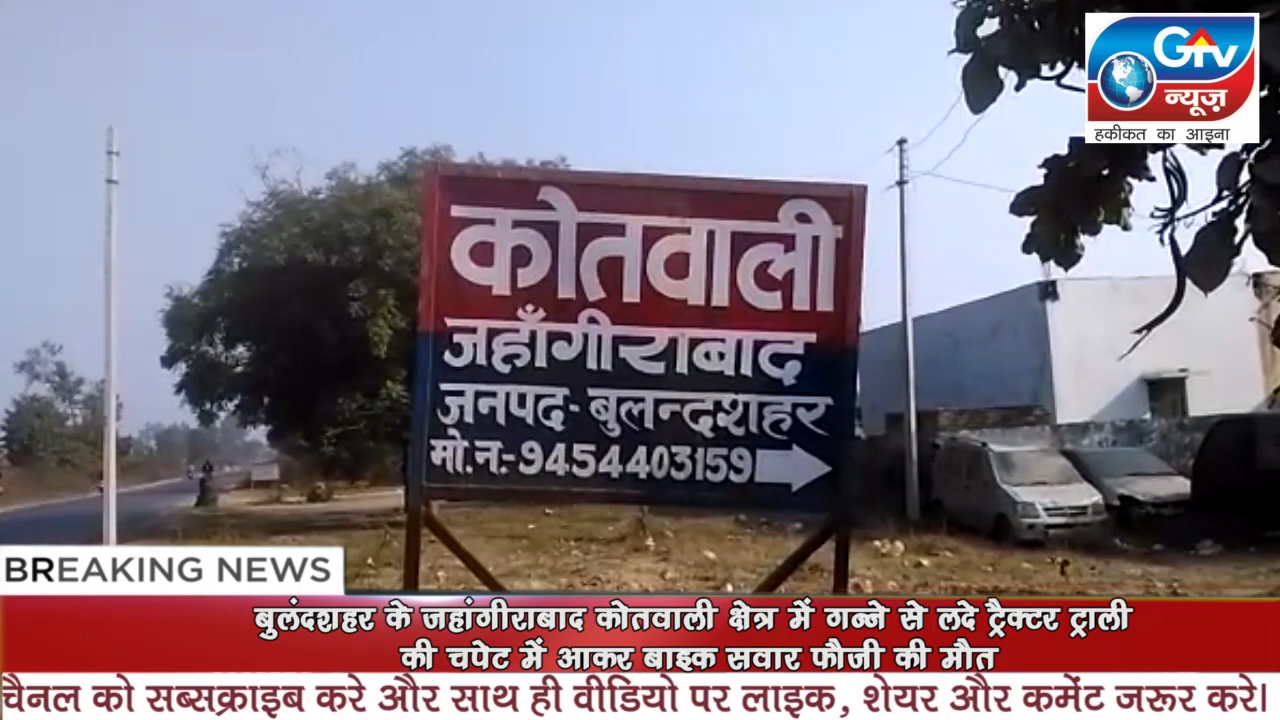 GTV
न्यूज़
हकीकत का आइना
कोतवाली
जहाँगीराबाद
जनपद-बुलन्दशहर
मो.न.-9454403159
BREAKING NEWS
बुलंदशहर के जहांगीराबाद कोतवाली क्षेत्र में गन्ने से लदे ट्रैक्टर ट्राली
की चपेट में आकर बाइक सवार फौजी की मौत
चैनल को सब्सक्राइब करे और साथ ही वीडियो पर लाइक, शेयर और कमेंट जरूर करे।